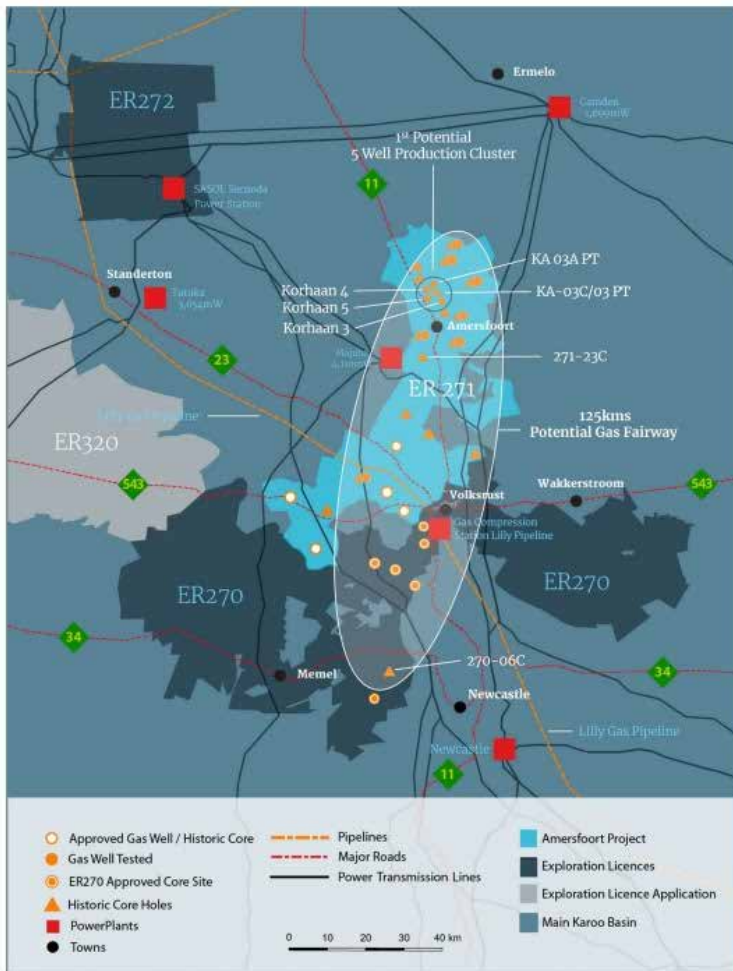 Ermelo
ER272
Camden
1st Potential
5 Well Production Cluster
11
SASOL Secunda
Power Station
KA 03A PT
Standerton
Korhaan 4
KA-03C/03 PT
Tutuka
Korhaan 5
Korhaan 3
Amersfoort
23
Majuba
271-23C
ER 271
Lilly Gas Pipeline
125kms
Potential Gas Fairway
ER320
543
Wakkerstroom
543
Volksrust
Gas Compression
Station Lilly Pipeline
ER270
ER270
34
270-06C
34
Memel
Newcastle
Lilly Gas Pipeline
Newcastle
11
Approved Gas Well / Historic Core
Gas Well Tested
ER270 Approved Core Site
Historic Core Holes
PowerPlants
Towns
Pipelines
Major Roads
Power Transmission Lines
0 10 20 30 40 km
Amersfoort Project
Exploration Licences
Exploration Licence Application
Main Karoo Basin